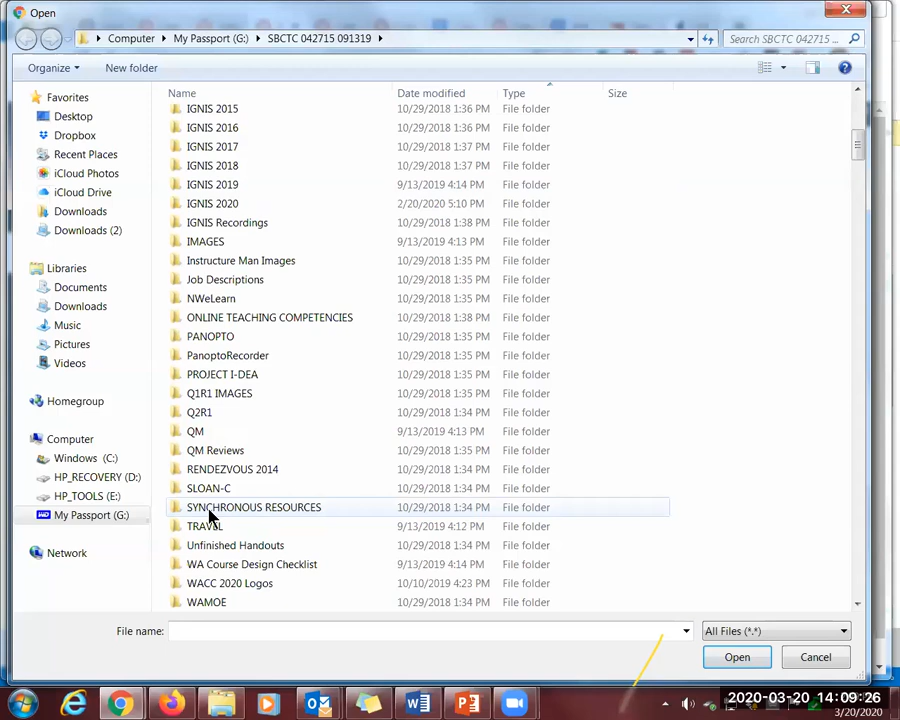 Open
Computer ▸ My Passport (G:) ▸ SBCTC 042715 091319 ▸
Search SBCTC 042715 ...
Organize
New folder
Name Date modified Type Size
Favorites
Desktop
Dropbox
Recent Places
iCloud Photos
iCloud Drive
Downloads
Downloads (2)
Libraries
Documents
Downloads
Music
Pictures
Videos
Homegroup
Computer
Windows (C:)
HP_RECOVERY (D:)
HP_TOOLS (E:)
My Passport (G:)
Network
IGNIS 2015 10/29/2018 1:36 PM File folder
IGNIS 2016 10/29/2018 1:36 PM File folder
IGNIS 2017 10/29/2018 1:37 PM File folder
IGNIS 2018 10/29/2018 1:37 PM File folder
IGNIS 2019 9/13/2019 4:14 PM File folder
IGNIS 2020 2/20/2020 5:10 PM File folder
IGNIS Recordings 10/29/2018 1:38 PM File folder
IMAGES 9/13/2019 4:13 PM File folder
Instructure Man Images 10/29/2018 1:35 PM File folder
Job Descriptions 10/29/2018 1:35 PM File folder
NWeLearn 10/29/2018 1:35 PM File folder
ONLINE TEACHING COMPETENCIES 10/29/2018 1:38 PM File folder
PANOPTO 10/29/2018 1:35 PM File folder
PanoptoRecorder 10/29/2018 1:35 PM File folder
PROJECT I-DEA 10/29/2018 1:35 PM File folder
Q1R1 IMAGES 10/29/2018 1:35 PM File folder
Q2R1 10/29/2018 1:34 PM File folder
QM 9/13/2019 4:13 PM File folder
QM Reviews 10/29/2018 1:35 PM File folder
RENDEZVOUS 2014 10/29/2018 1:34 PM File folder
SLOAN-C 10/29/2018 1:34 PM File folder
SYNCHRONOUS RESOURCES 10/29/2018 1:34 PM File folder
TRAVEL 9/13/2019 4:12 PM File folder
Unfinished Handouts 10/29/2018 1:34 PM File folder
WA Course Design Checklist 9/13/2019 4:14 PM File folder
WACC 2020 Logos 10/10/2019 4:23 PM File folder
WAMOE 10/29/2018 1:34 PM File folder
File name:
All Files (*.*)
Open
Cancel
2020-03-20 14:09:26
3/20/2020